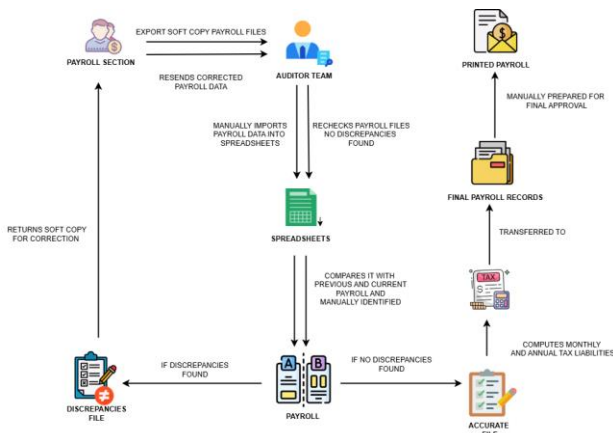 EXPORT SOFT COPY PAYROLL FILES
PAYROLL SECTION
RESENDS CORRECTED
PAYROLL DATA
AUDITOR TEAM
PRINTED PAYROLL
MANUALLY PREPARED FOR
FINAL APPROVAL
MANUALLY IMPORTS
PAYROLL DATA INTO
SPREADSHEETS
RECHECKS PAYROLL FILES
NO DISCREPANCIES
FOUND
FINAL PAYROLL RECORDS
RETURNS SOFT COPY
FOR CORRECTION
SPREADSHEETS
TRANSFERRED TO
COMPARES IT WITH
PREVIOUS AND CURRENT
PAYROLL AND
MANUALLY IDENTIFIED
TAX
COMPUTES MONTHLY
AND ANNUAL TAX LIABILITIES
IF DISCREPANCIES
FOUND
A
B
IF NO DISCREPANCIES
FOUND
DISCREPANCIES
FILE
PAYROLL
ACCURATE
FILE